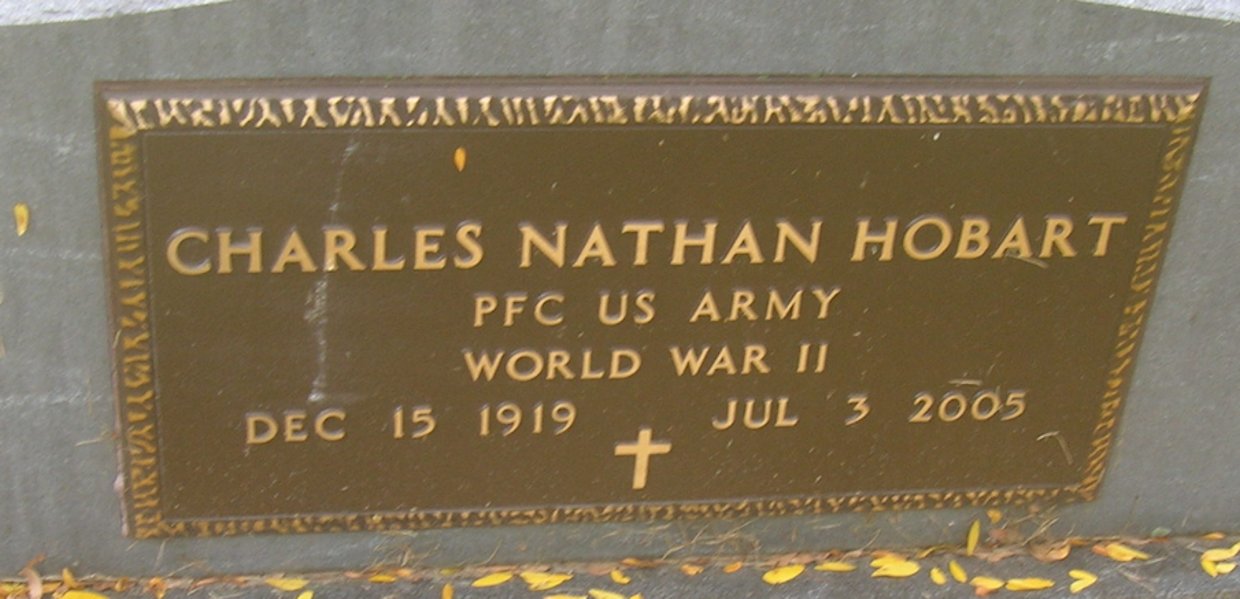 CHARLES NATHAN HOBART
PFC US ARMY
WORLD WAR II
DEC 15 1919 JUL 3 2005